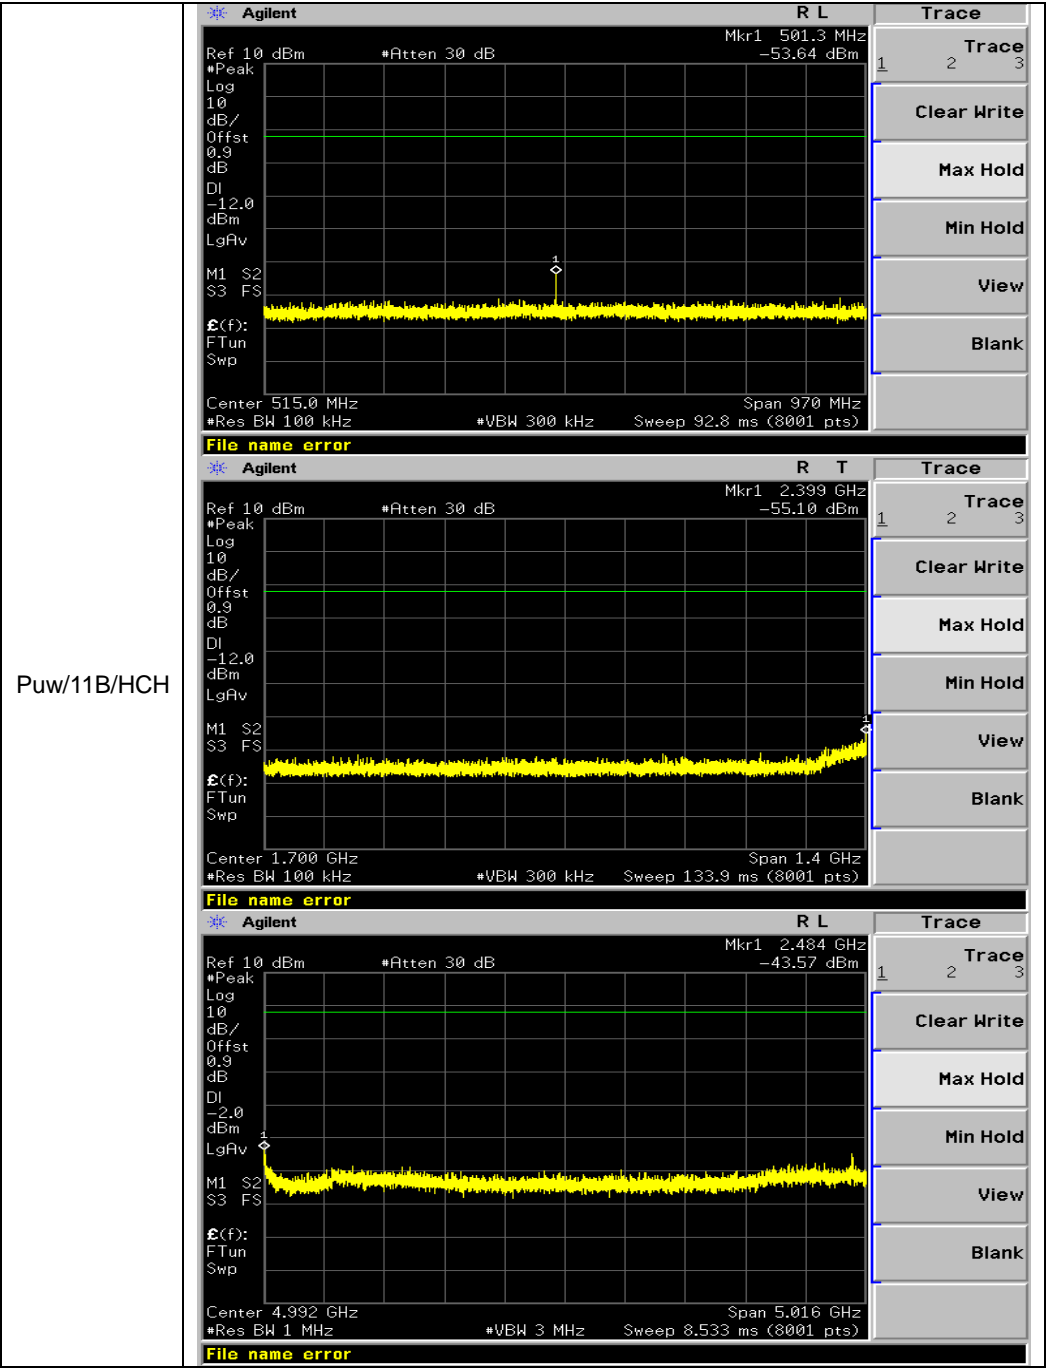 Puw/11B/HCH
Agilent R L Trace
Mkr1 501.3 MHz
Ref 10 dBm #Atten 30 dB -53.64 dBm
#Peak
Log
10
dB/
Offst
0.9
dB
DI
-12.0
dBm
LgAv
M1 S2
S3 FS
£(f):
FTun
Swp
1
Center 515.0 MHz Span 970 MHz
#Res BW 100 kHz #VBW 300 kHz Sweep 92.8 ms (8001 pts)
File name error
Trace
1 2 3
Clear Write
Max Hold
Min Hold
View
Blank
Agilent R T Trace
Mkr1 2.399 GHz
Ref 10 dBm #Atten 30 dB -55.10 dBm
#Peak
Log
10
dB/
Offst
0.9
dB
DI
-12.0
dBm
LgAv
M1 S2
S3 FS
£(f):
FTun
Swp
1
Center 1.700 GHz Span 1.4 GHz
#Res BW 100 kHz #VBW 300 kHz Sweep 133.9 ms (8001 pts)
File name error
Trace
1 2 3
Clear Write
Max Hold
Min Hold
View
Blank
Agilent R L Trace
Mkr1 2.484 GHz
Ref 10 dBm #Atten 30 dB -43.57 dBm
#Peak
Log
10
dB/
Offst
0.9
dB
DI
-2.0
dBm
LgAv
M1 S2
S3 FS
£(f):
FTun
Swp
1
Center 4.992 GHz Span 5.016 GHz
#Res BW 1 MHz #VBW 3 MHz Sweep 8.533 ms (8001 pts)
File name error
Trace
1 2 3
Clear Write
Max Hold
Min Hold
View
Blank